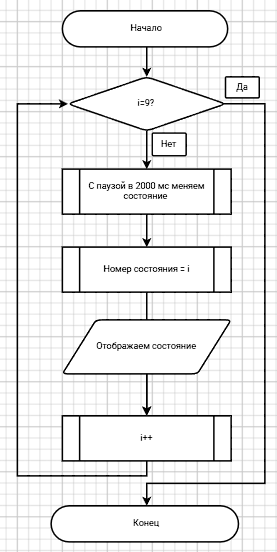 Начало
i=9?
Да
Нет
С паузой в 2000 мс меняем
состояние
Номер состояния = i
Отображаем состояние
i++
Конец